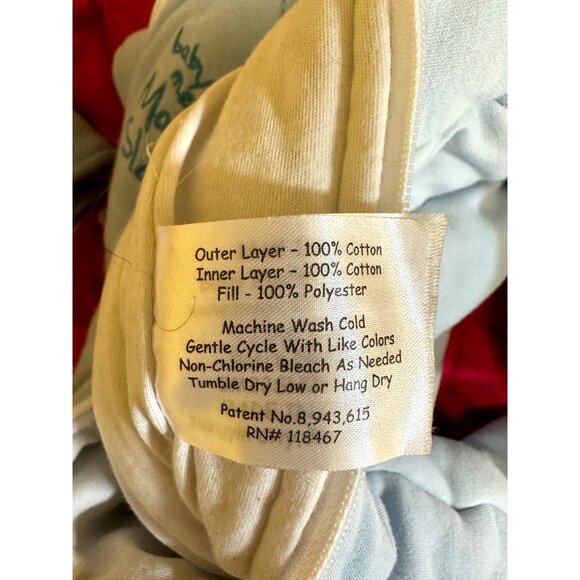 baby
Outer Layer - 100% Cotton
Inner Layer - 100% Cotton
Fill - 100% Polyester
Machine Wash Cold
Gentle Cycle With Like Colors
Non-Chlorine Bleach As Needed
Tumble Dry Low or Hang Dry
Patent No.8,943,615
RN# 118467